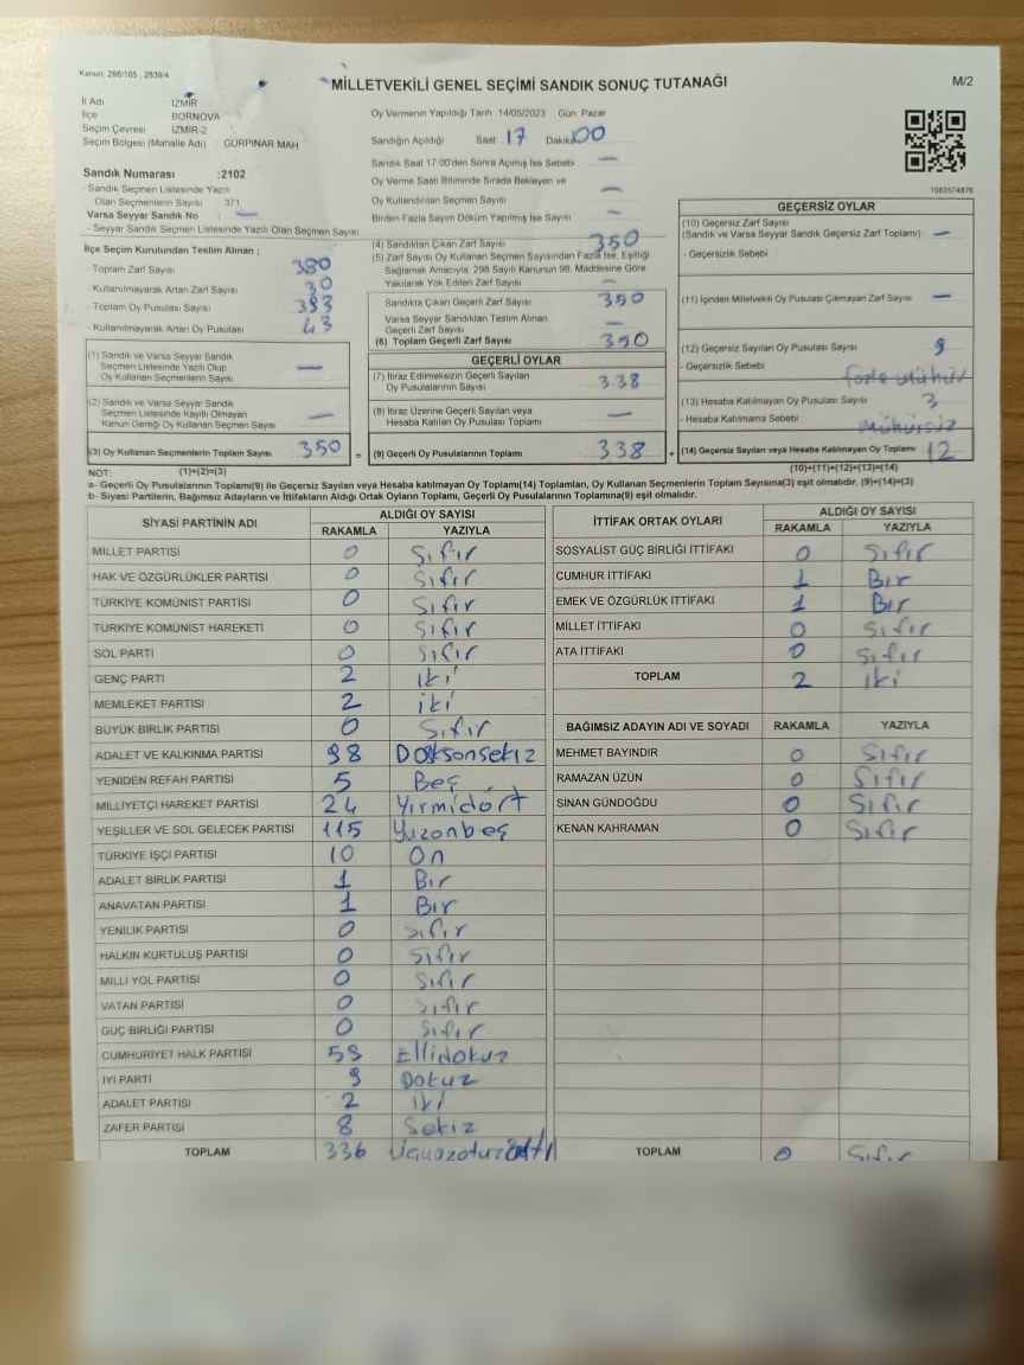 Kanun: 298/105 , 2839/4
MİLLETVEKİLİ GENEL SEÇİMİ SANDIK SONUÇ TUTANAĞI
M/2
İl Adı İZMİR
İlçe BORNOVA
Seçim Çevresi İZMİR-2
Seçim Bölgesi (Mahalle Adı) GÜRPINAR MAH
Sandık Numarası :2102
- Sandık Seçmen Listesinde Yazılı
Olan Seçmenlerin Sayısı 371
Varsa Seyyar Sandık No : —
- Seyyar Sandık Seçmen Listesinde Yazılı Olan Seçmen Sayısı
Oy Vermenin Yapıldığı Tarih 14/05/2023 Gün: Pazar
Sandığın Açıldığı Saat 17 Dakika 00
Sandık Saat 17:00'den Sonra Açılmış İse Sebebi —
Oy Verme Saati Bitiminde Sırada Bekleyen ve
Oy Kullandırılan Seçmen Sayısı —
Birden Fazla Sayım Döküm Yapılmış İse Sayısı —
1083574876
İlçe Seçim Kurulundan Teslim Alınan :
- Toplam Zarf Sayısı 380
- Kullanılmayarak Artan Zarf Sayısı 30
- Toplam Oy Pusulası Sayısı 393
- Kullanılmayarak Artan Oy Pusulası 43
(1) Sandık ve Varsa Seyyar Sandık
Seçmen Listesinde Yazılı Olup
Oy Kullanan Seçmenlerin Sayısı —
(2) Sandık ve Varsa Seyyar Sandık
Seçmen Listesinde Kayıtlı Olmayan
Kanun Gereği Oy Kullanan Seçmen Sayısı —
(3) Oy Kullanan Seçmenlerin Toplam Sayısı 350
(4) Sandıktan Çıkan Zarf Sayısı 350
(5) Zarf Sayısı Oy Kullanan Seçmen Sayısından Fazla İse, Eşitliği
Sağlamak Amacıyla, 298 Sayılı Kanunun 98. Maddesine Göre
Yakılarak Yok Edilen Zarf Sayısı —
Sandıkta Çıkan Geçerli Zarf Sayısı 350
Varsa Seyyar Sandıktan Teslim Alınan
Geçerli Zarf Sayısı —
(6) Toplam Geçerli Zarf Sayısı 350
GEÇERLİ OYLAR
(7) İtiraz Edilmeksizin Geçerli Sayılan
Oy Pusulalarının Sayısı 338
(8) İtiraz Üzerine Geçerli Sayılan veya
Hesaba Katılan Oy Pusulası Toplamı —
= (9) Geçerli Oy Pusulalarının Toplamı 338
GEÇERSİZ OYLAR
(10) Geçersiz Zarf Sayısı
(Sandık ve Varsa Seyyar Sandık Geçersiz Zarf Toplamı) —
- Geçersizlik Sebebi
(11) İçinden Milletvekili Oy Pusulası Çıkmayan Zarf Sayısı —
(12) Geçersiz Sayılan Oy Pusulası Sayısı 9
- Geçersizlik Sebebi fazla mühür
(13) Hesaba Katılmayan Oy Pusulası Sayısı 3
- Hesaba Katılmama Sebebi Mühürsüz
+ (14) Geçersiz Sayılan veya Hesaba Katılmayan Oy Toplamı 12
NOT: (1)+(2)=(3) (10)+(11)+(12)+(13)=(14)
a- Geçerli Oy Pusulalarının Toplamı(9) ile Geçersiz Sayılan veya Hesaba katılmayan Oy Toplamı(14) Toplamları, Oy Kullanan Seçmenlerin Toplam Sayısına(3) eşit olmalıdır. (9)+(14)=(3)
b- Siyasi Partilerin, Bağımsız Adayların ve İttifakların Aldığı Ortak Oyların Toplamı, Geçerli Oy Pusulalarının Toplamına(9) eşit olmalıdır.
SİYASİ PARTİNİN ADI ALDIĞI OY SAYISI
RAKAMLA YAZIYLA
MİLLET PARTİSİ 0 Sıfır
HAK VE ÖZGÜRLÜKLER PARTİSİ 0 Sıfır
TÜRKİYE KOMÜNİST PARTİSİ 0 Sıfır
TÜRKİYE KOMÜNİST HAREKETİ 0 Sıfır
SOL PARTİ 0 Sıfır
GENÇ PARTİ 2 iki
MEMLEKET PARTİSİ 2 iki
BÜYÜK BİRLİK PARTİSİ 0 Sıfır
ADALET VE KALKINMA PARTİSİ 98 Doksonsekiz
YENİDEN REFAH PARTİSİ 5 Beş
MİLLİYETÇİ HAREKET PARTİSİ 24 Yirmidört
YEŞİLLER VE SOL GELECEK PARTİSİ 115 Yüzonbeş
TÜRKİYE İŞÇİ PARTİSİ 10 On
ADALET BİRLİK PARTİSİ 1 Bir
ANAVATAN PARTİSİ 1 Bir
YENİLİK PARTİSİ 0 sıfır
HALKIN KURTULUŞ PARTİSİ 0 Sıfır
MİLLİ YOL PARTİSİ 0 Sıfır
VATAN PARTİSİ 0 sıfır
GÜÇ BİRLİĞİ PARTİSİ 0 Sıfır
CUMHURİYET HALK PARTİSİ 59 Ellidokuz
İYİ PARTİ 9 Dokuz
ADALET PARTİSİ 2 iki
ZAFER PARTİSİ 8 Sekiz
TOPLAM 336
İTTİFAK ORTAK OYLARI ALDIĞI OY SAYISI
RAKAMLA YAZIYLA
SOSYALİST GÜÇ BİRLİĞİ İTTİFAKI 0 Sıfır
CUMHUR İTTİFAKI 1 Bır
EMEK VE ÖZGÜRLÜK İTTİFAKI 1 Bır
MİLLET İTTİFAKI 0 Sıfır
ATA İTTİFAKI 0 Sıfır
TOPLAM 2 iki
BAĞIMSIZ ADAYIN ADI VE SOYADI RAKAMLA YAZIYLA
MEHMET BAYINDIR 0 Sıfır
RAMAZAN ÜZÜN 0 Sıfır
SİNAN GÜNDOĞDU 0 Sıfır
KENAN KAHRAMAN 0 Sıfır
TOPLAM 0 Sıfır